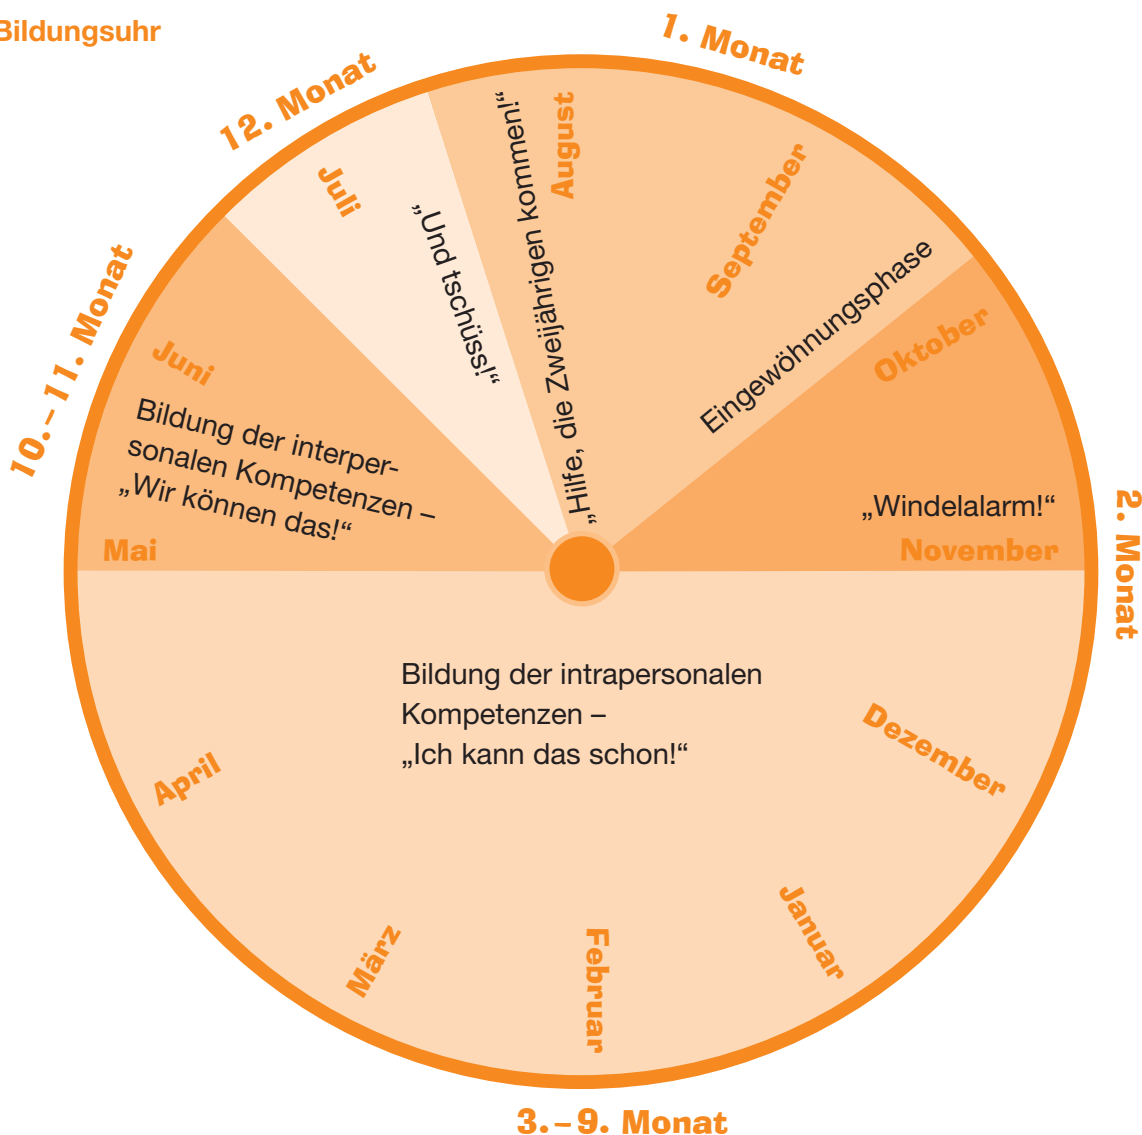 Bildungsuhr
1. Monat
August
„Hilfe, die Zweijährigen kommen!“
September
Eingewöhnungsphase
Oktober
„Windelalarm!“
November
2. Monat
Bildung der intrapersonalen
Kompetenzen –
„Ich kann das schon!“
Dezember
Januar
Februar
März
April
3. – 9. Monat
Mai
Bildung der interper-
sonalen Kompetenzen –
„Wir können das!“
Juni
10. – 11. Monat
Juli
„Und tschüss!“
12. Monat